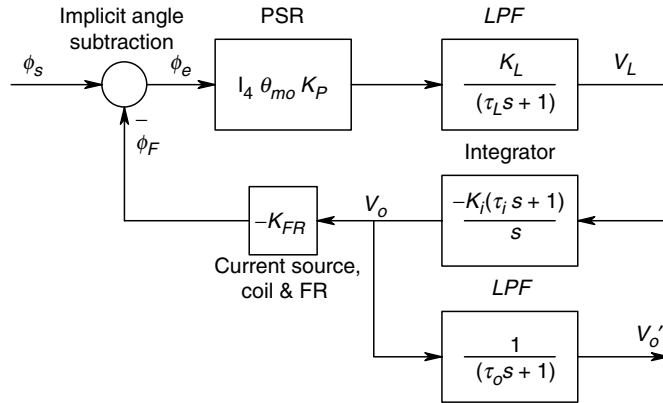 Implicit angle
subtraction
PSR
LPF
ϕs
ϕe
I4 θmo KP
KL
(τLs + 1)
VL
−
ϕF
Integrator
−KFR
Vo
−Ki(τi s + 1)
s
Current source,
coil & FR
LPF
1
(τos + 1)
Vo′